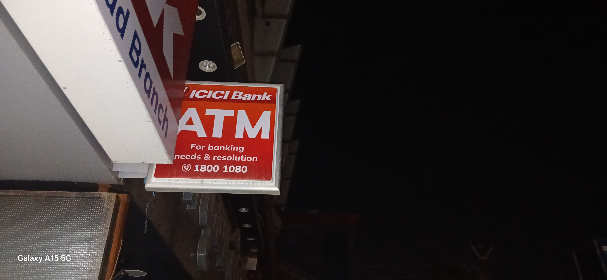 ad Branch
ICICI Bank
ATM
For banking
needs & resolution
1800 1080
Galaxy A15 5G